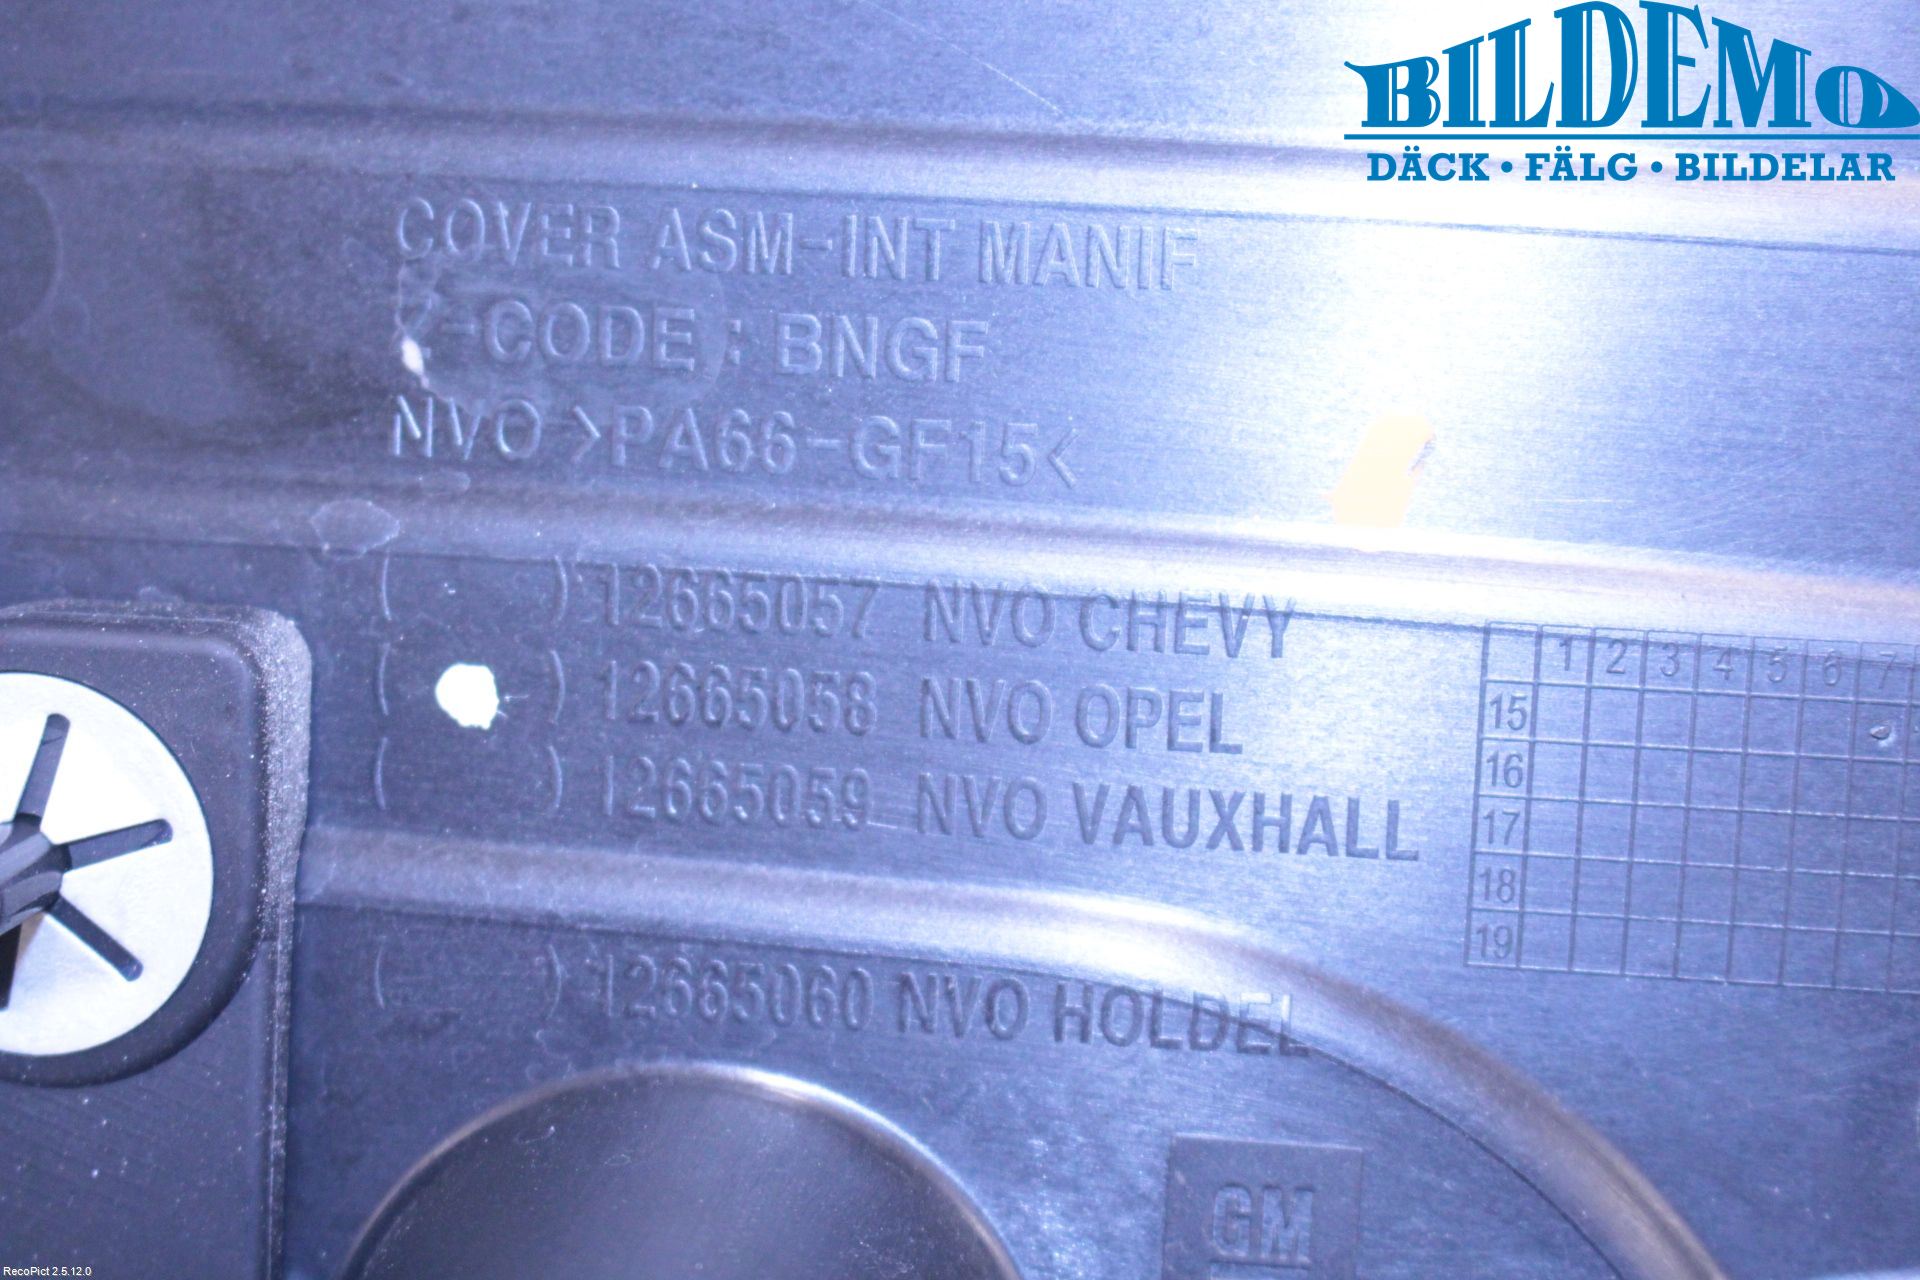 BILDEMO
DÄCK • FÄLG • BILDELAR
COVER ASM-INT MANIF
-CODE : BNGF
NVO >PA66-GF15<
( ) 12665057 NVO CHEVY
( ) 12665058 NVO OPEL
( ) 12665059 NVO VAUXHALL
( ) 12665060 NVO HOLDEL
1 2 3 4 5 6 7
15
16
17
18
19
GM
RecoPict 2.5.12.0